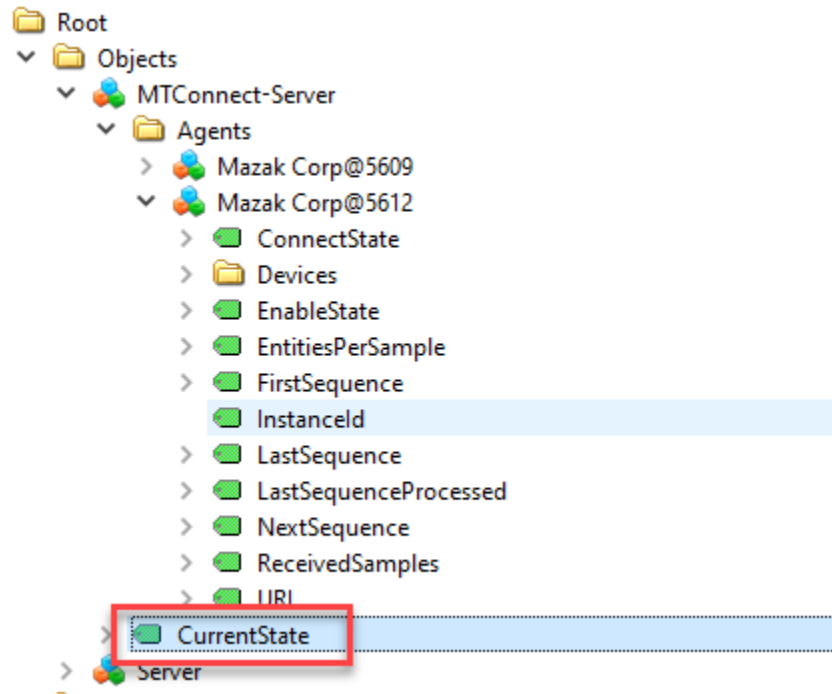 Root
Objects
MTConnect-Server
Agents
Mazak Corp@5609
Mazak Corp@5612
ConnectState
Devices
EnableState
EntitiesPerSample
FirstSequence
InstanceId
LastSequence
LastSequenceProcessed
NextSequence
ReceivedSamples
URL
CurrentState
Server